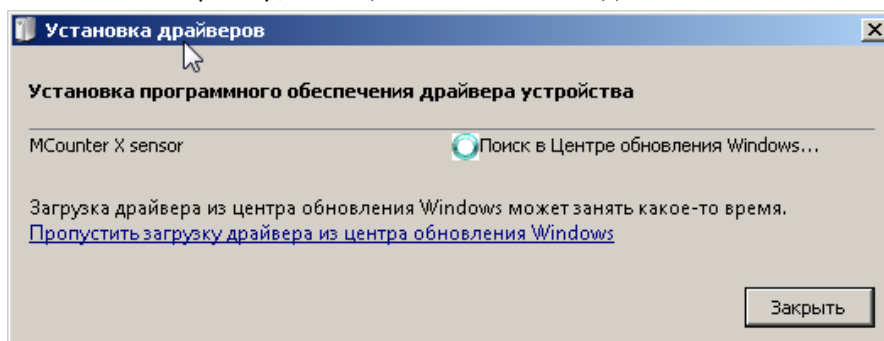 Установка драйверов
Установка программного обеспечения драйвера устройства
MCounter X sensor Поиск в Центре обновления Windows...
Загрузка драйвера из центра обновления Windows может занять какое-то время.
Пропустить загрузку драйвера из центра обновления Windows
Закрыть